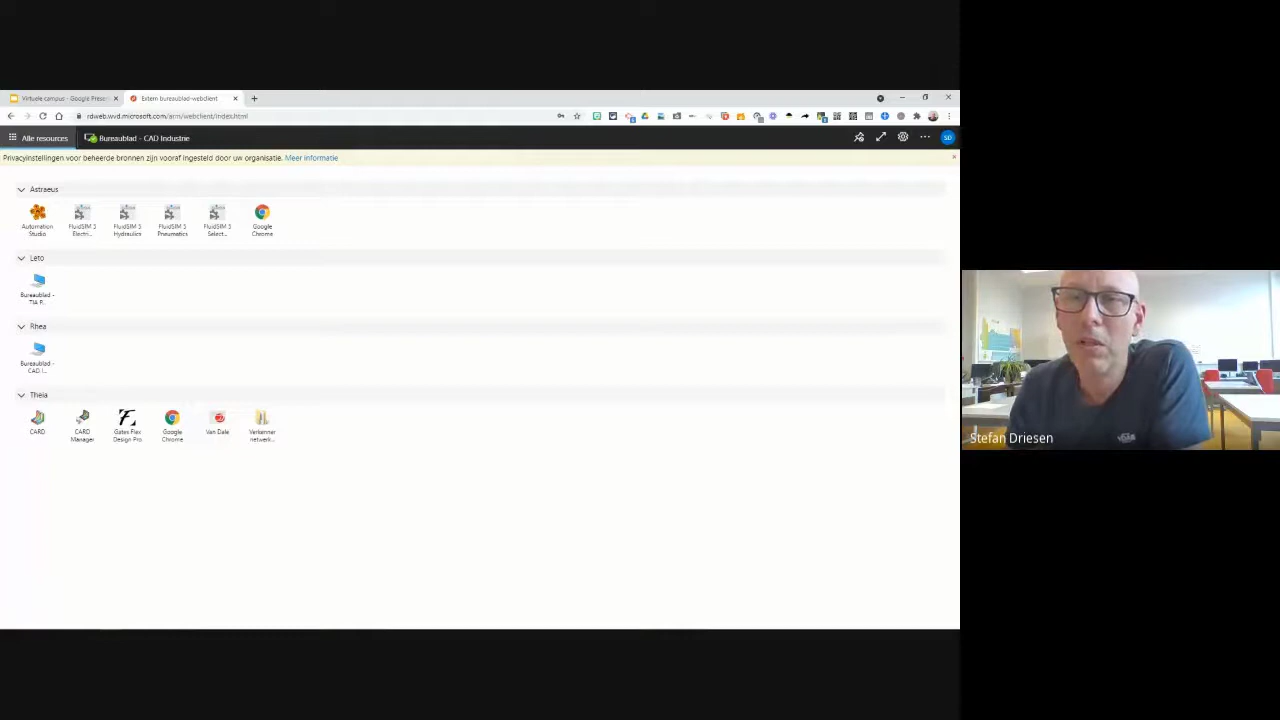 Virtuele campus - Google Prese
Extern bureaublad-webclient
rdweb.wvd.microsoft.com/arm/webclient/index.html
Alle resources
Bureaublad - CAD Industrie
SD
Privacyinstellingen voor beheerde bronnen zijn vooraf ingesteld door uw organisatie. Meer informatie
Astraeus
Automation
Studio
FluidSIM 5
Electri...
FluidSIM 5
Hydraulics
FluidSIM 5
Pneumatics
FluidSIM 5
Select...
Google
Chrome
Leto
Bureaublad -
TIA P...
Rhea
Bureaublad -
CAD I...
Theia
CARD
CARD
Manager
Gates Flex
Design Pro
Google
Chrome
Van Dale
Verkenner
netwerk...
Stefan Driesen